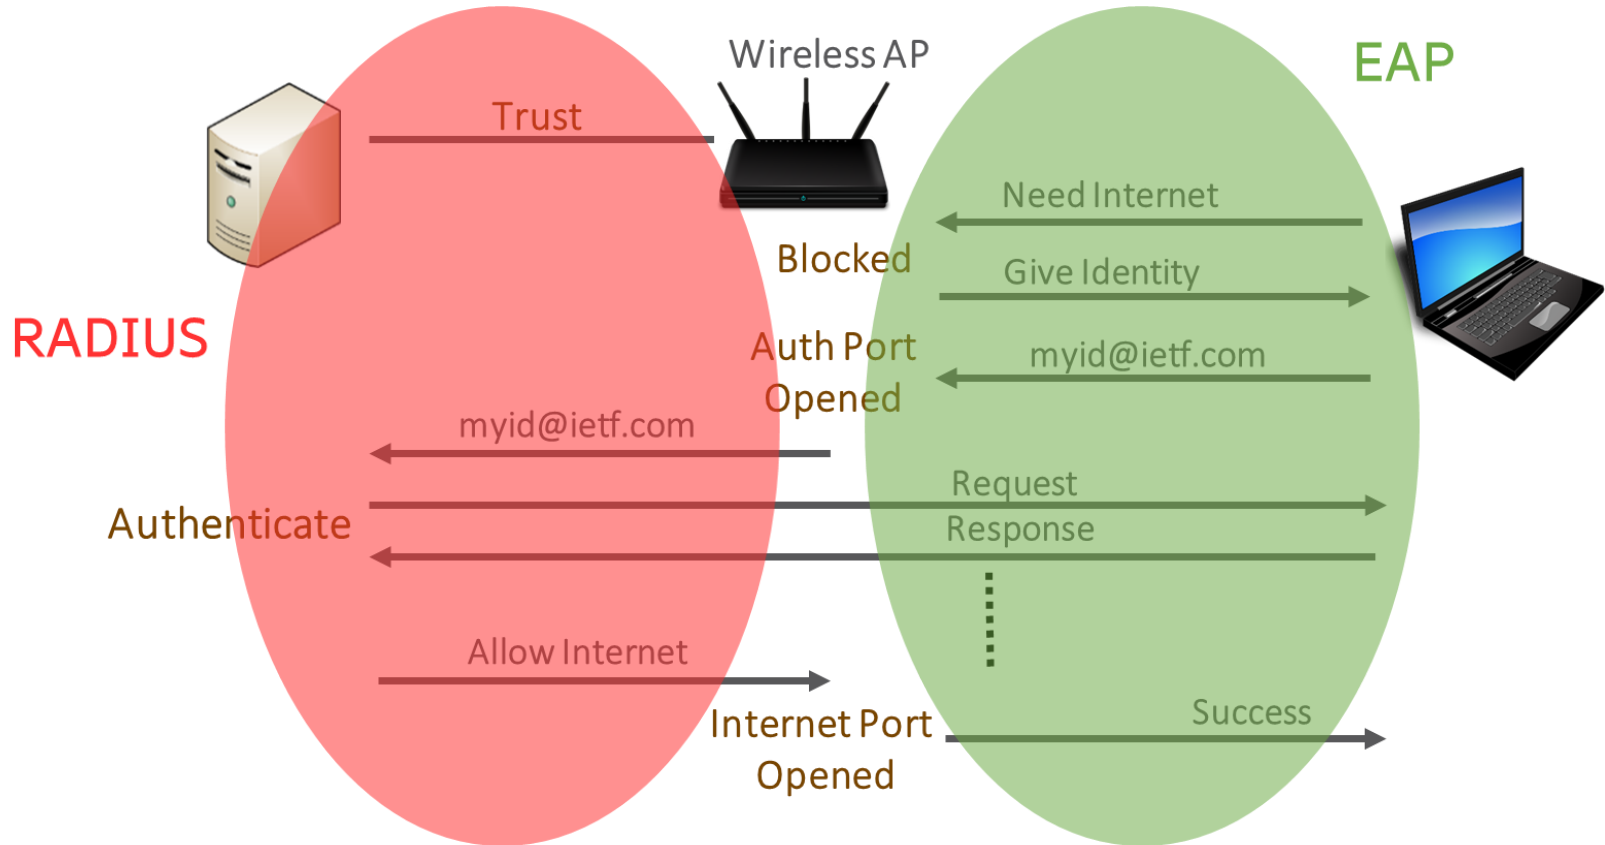 Wireless AP
EAP
Trust
Need Internet
Blocked
Give Identity
RADIUS
Auth Port
Opened
myid@ietf.com
myid@ietf.com
Request
Authenticate
Response
Allow Internet
Internet Port
Opened
Success